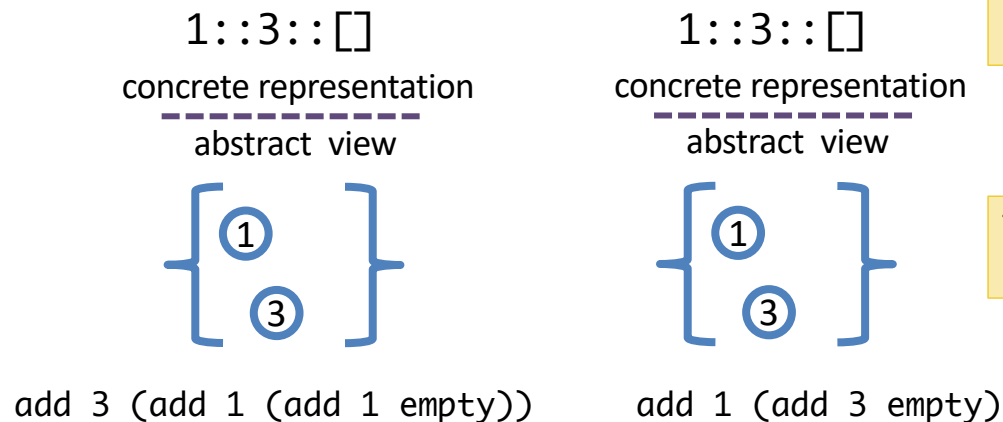 1::3::[]
concrete representation
abstract view
1
3
add 3 (add 1 (add 1 empty))
1::3::[]
concrete representation
abstract view
1
3
add 1 (add 3 empty)